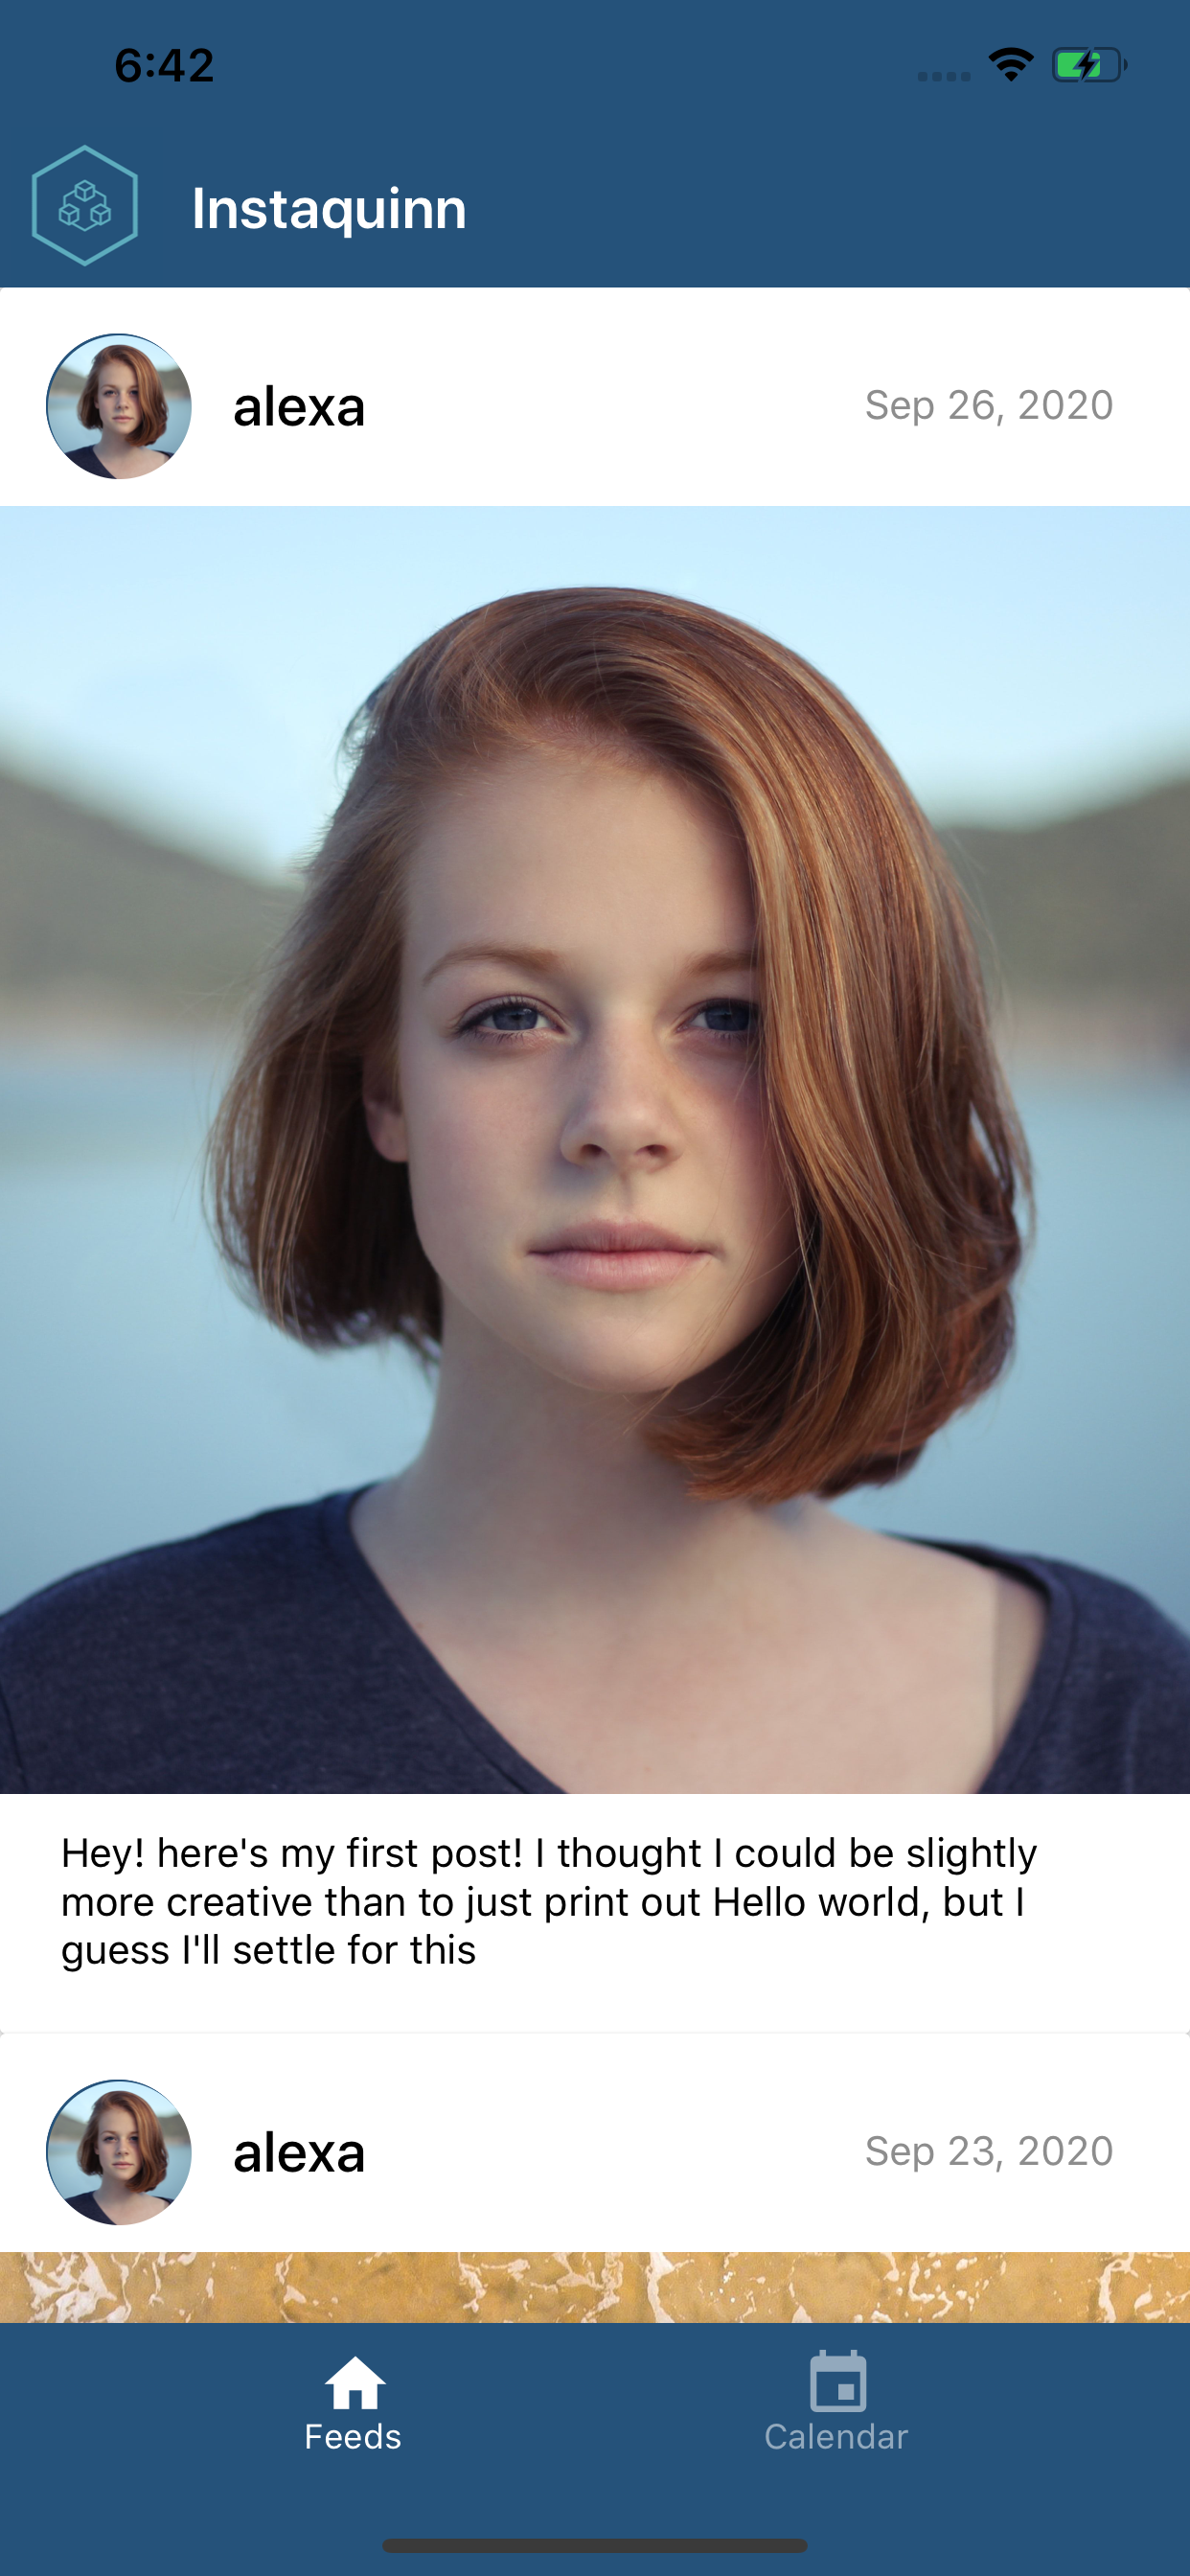 6:42
Instaquinn
alexa
Sep 26, 2020
Hey! here's my first post! I thought I could be slightly
more creative than to just print out Hello world, but I
guess I'll settle for this
alexa
Sep 23, 2020
Feeds
Calendar